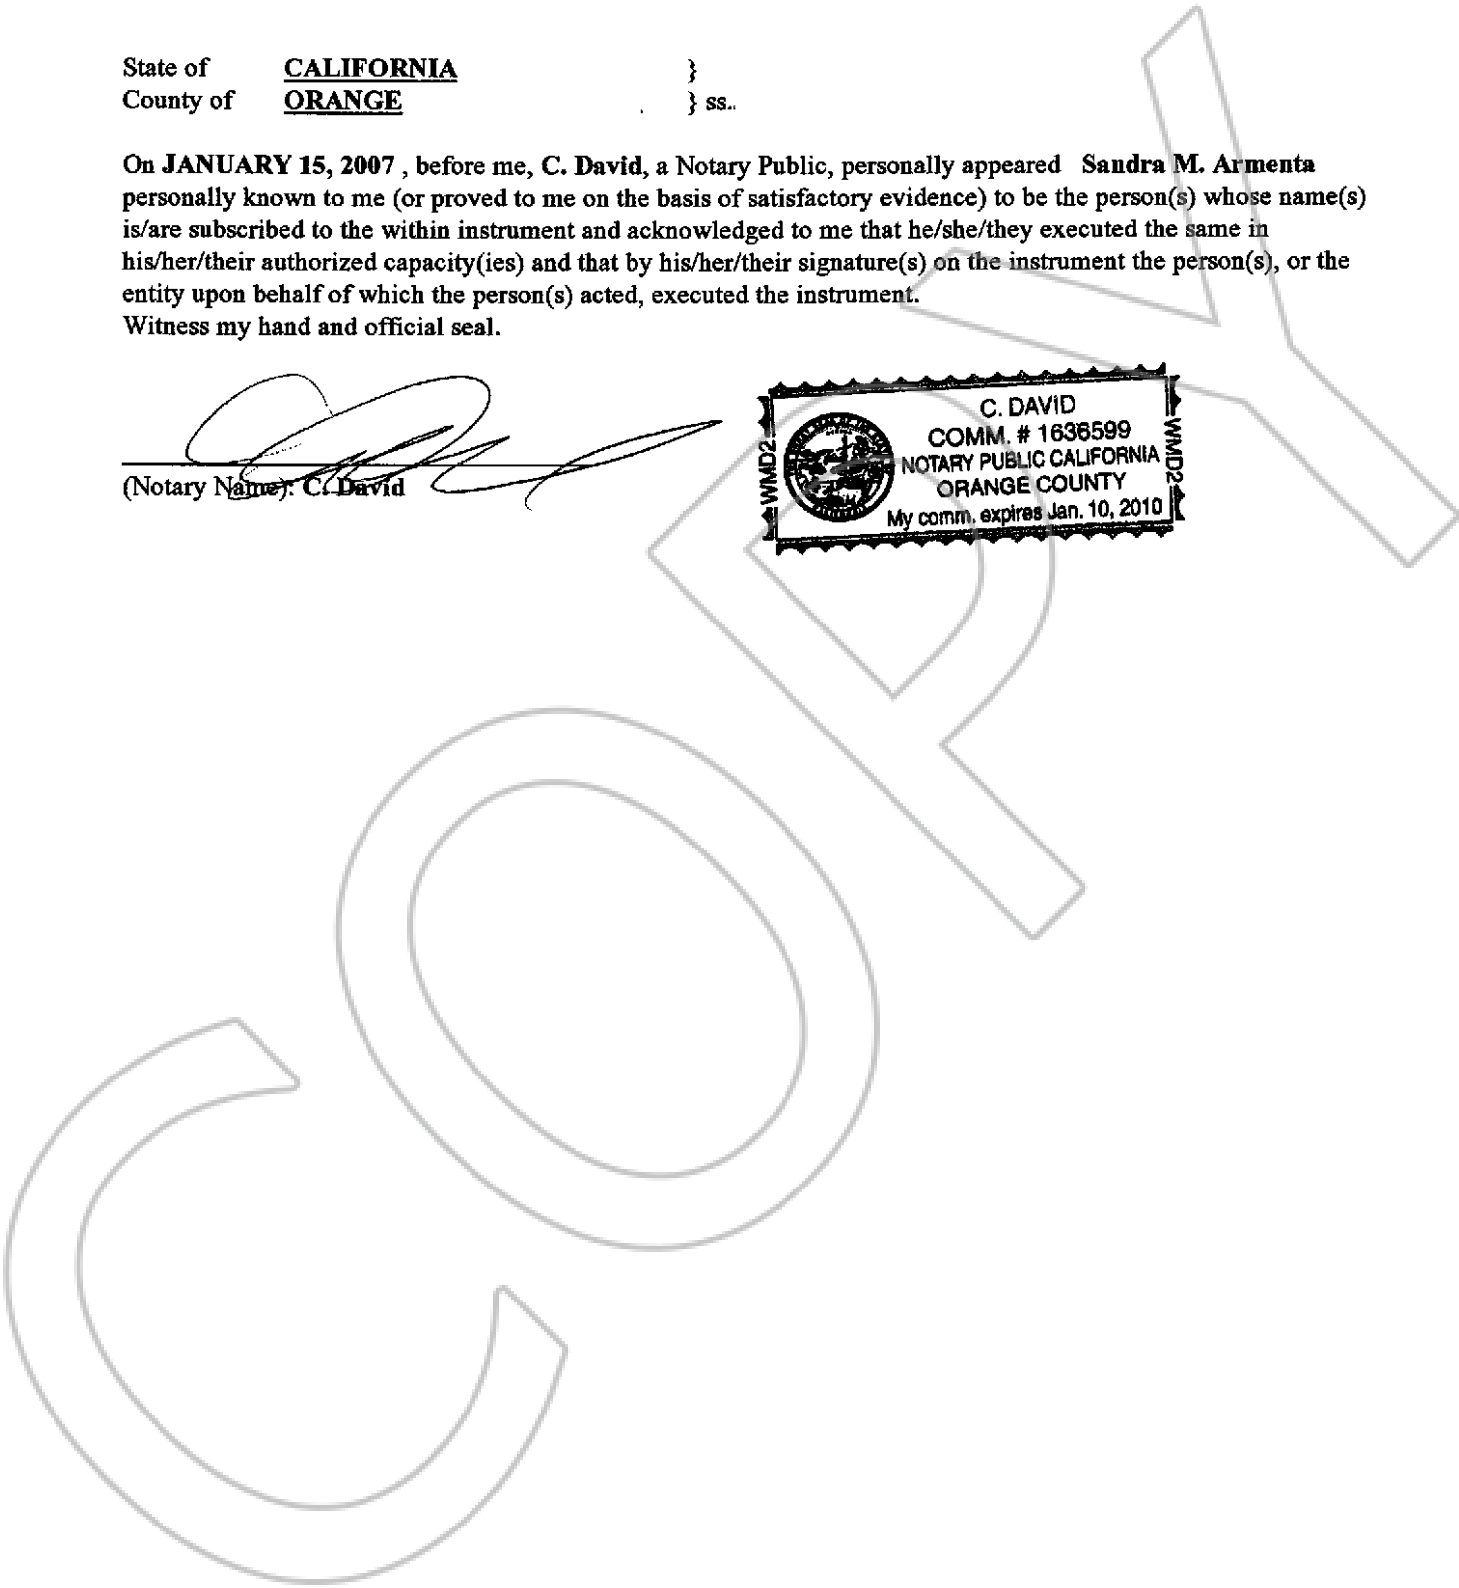 State of CALIFORNIA }
County of ORANGE } ss..
On JANUARY 15, 2007 , before me, C. David, a Notary Public, personally appeared Sandra M. Armenta
personally known to me (or proved to me on the basis of satisfactory evidence) to be the person(s) whose name(s)
is/are subscribed to the within instrument and acknowledged to me that he/she/they executed the same in
his/her/their authorized capacity(ies) and that by his/her/their signature(s) on the instrument the person(s), or the
entity upon behalf of which the person(s) acted, executed the instrument.
Witness my hand and official seal.
(Notary Name): C. David
WMD2
C. DAVID
COMM. # 1636599
NOTARY PUBLIC CALIFORNIA
ORANGE COUNTY
My comm. expires Jan. 10, 2010
WMD2
COPY